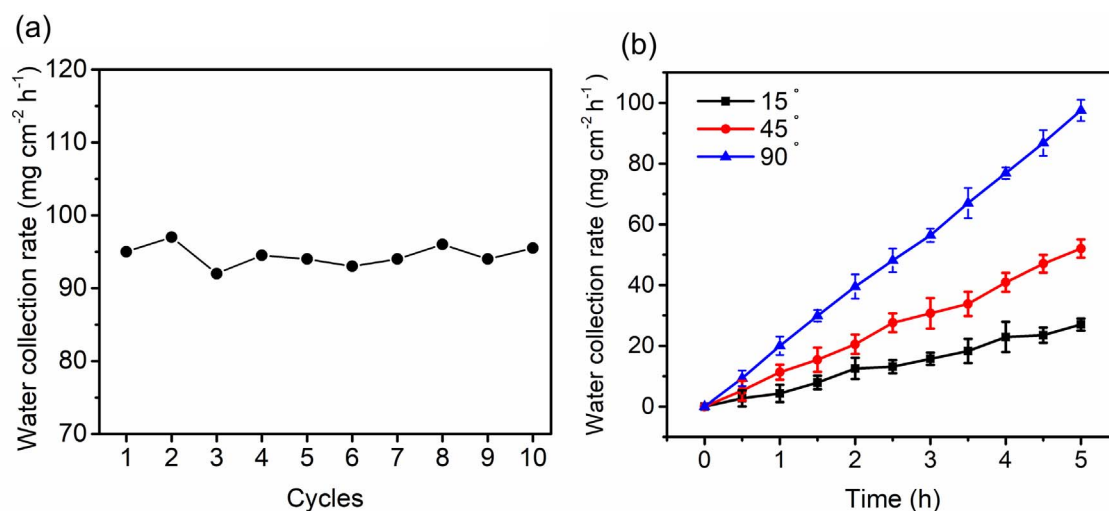 (a)
Water collection rate (mg cm⁻² h⁻¹)
120
110
100
90
80
70
1 2 3 4 5 6 7 8 9 10
Cycles
(b)
Water collection rate (mg cm⁻² h⁻¹)
100
80
60
40
20
0
15 °
45 °
90 °
0 1 2 3 4 5
Time (h)